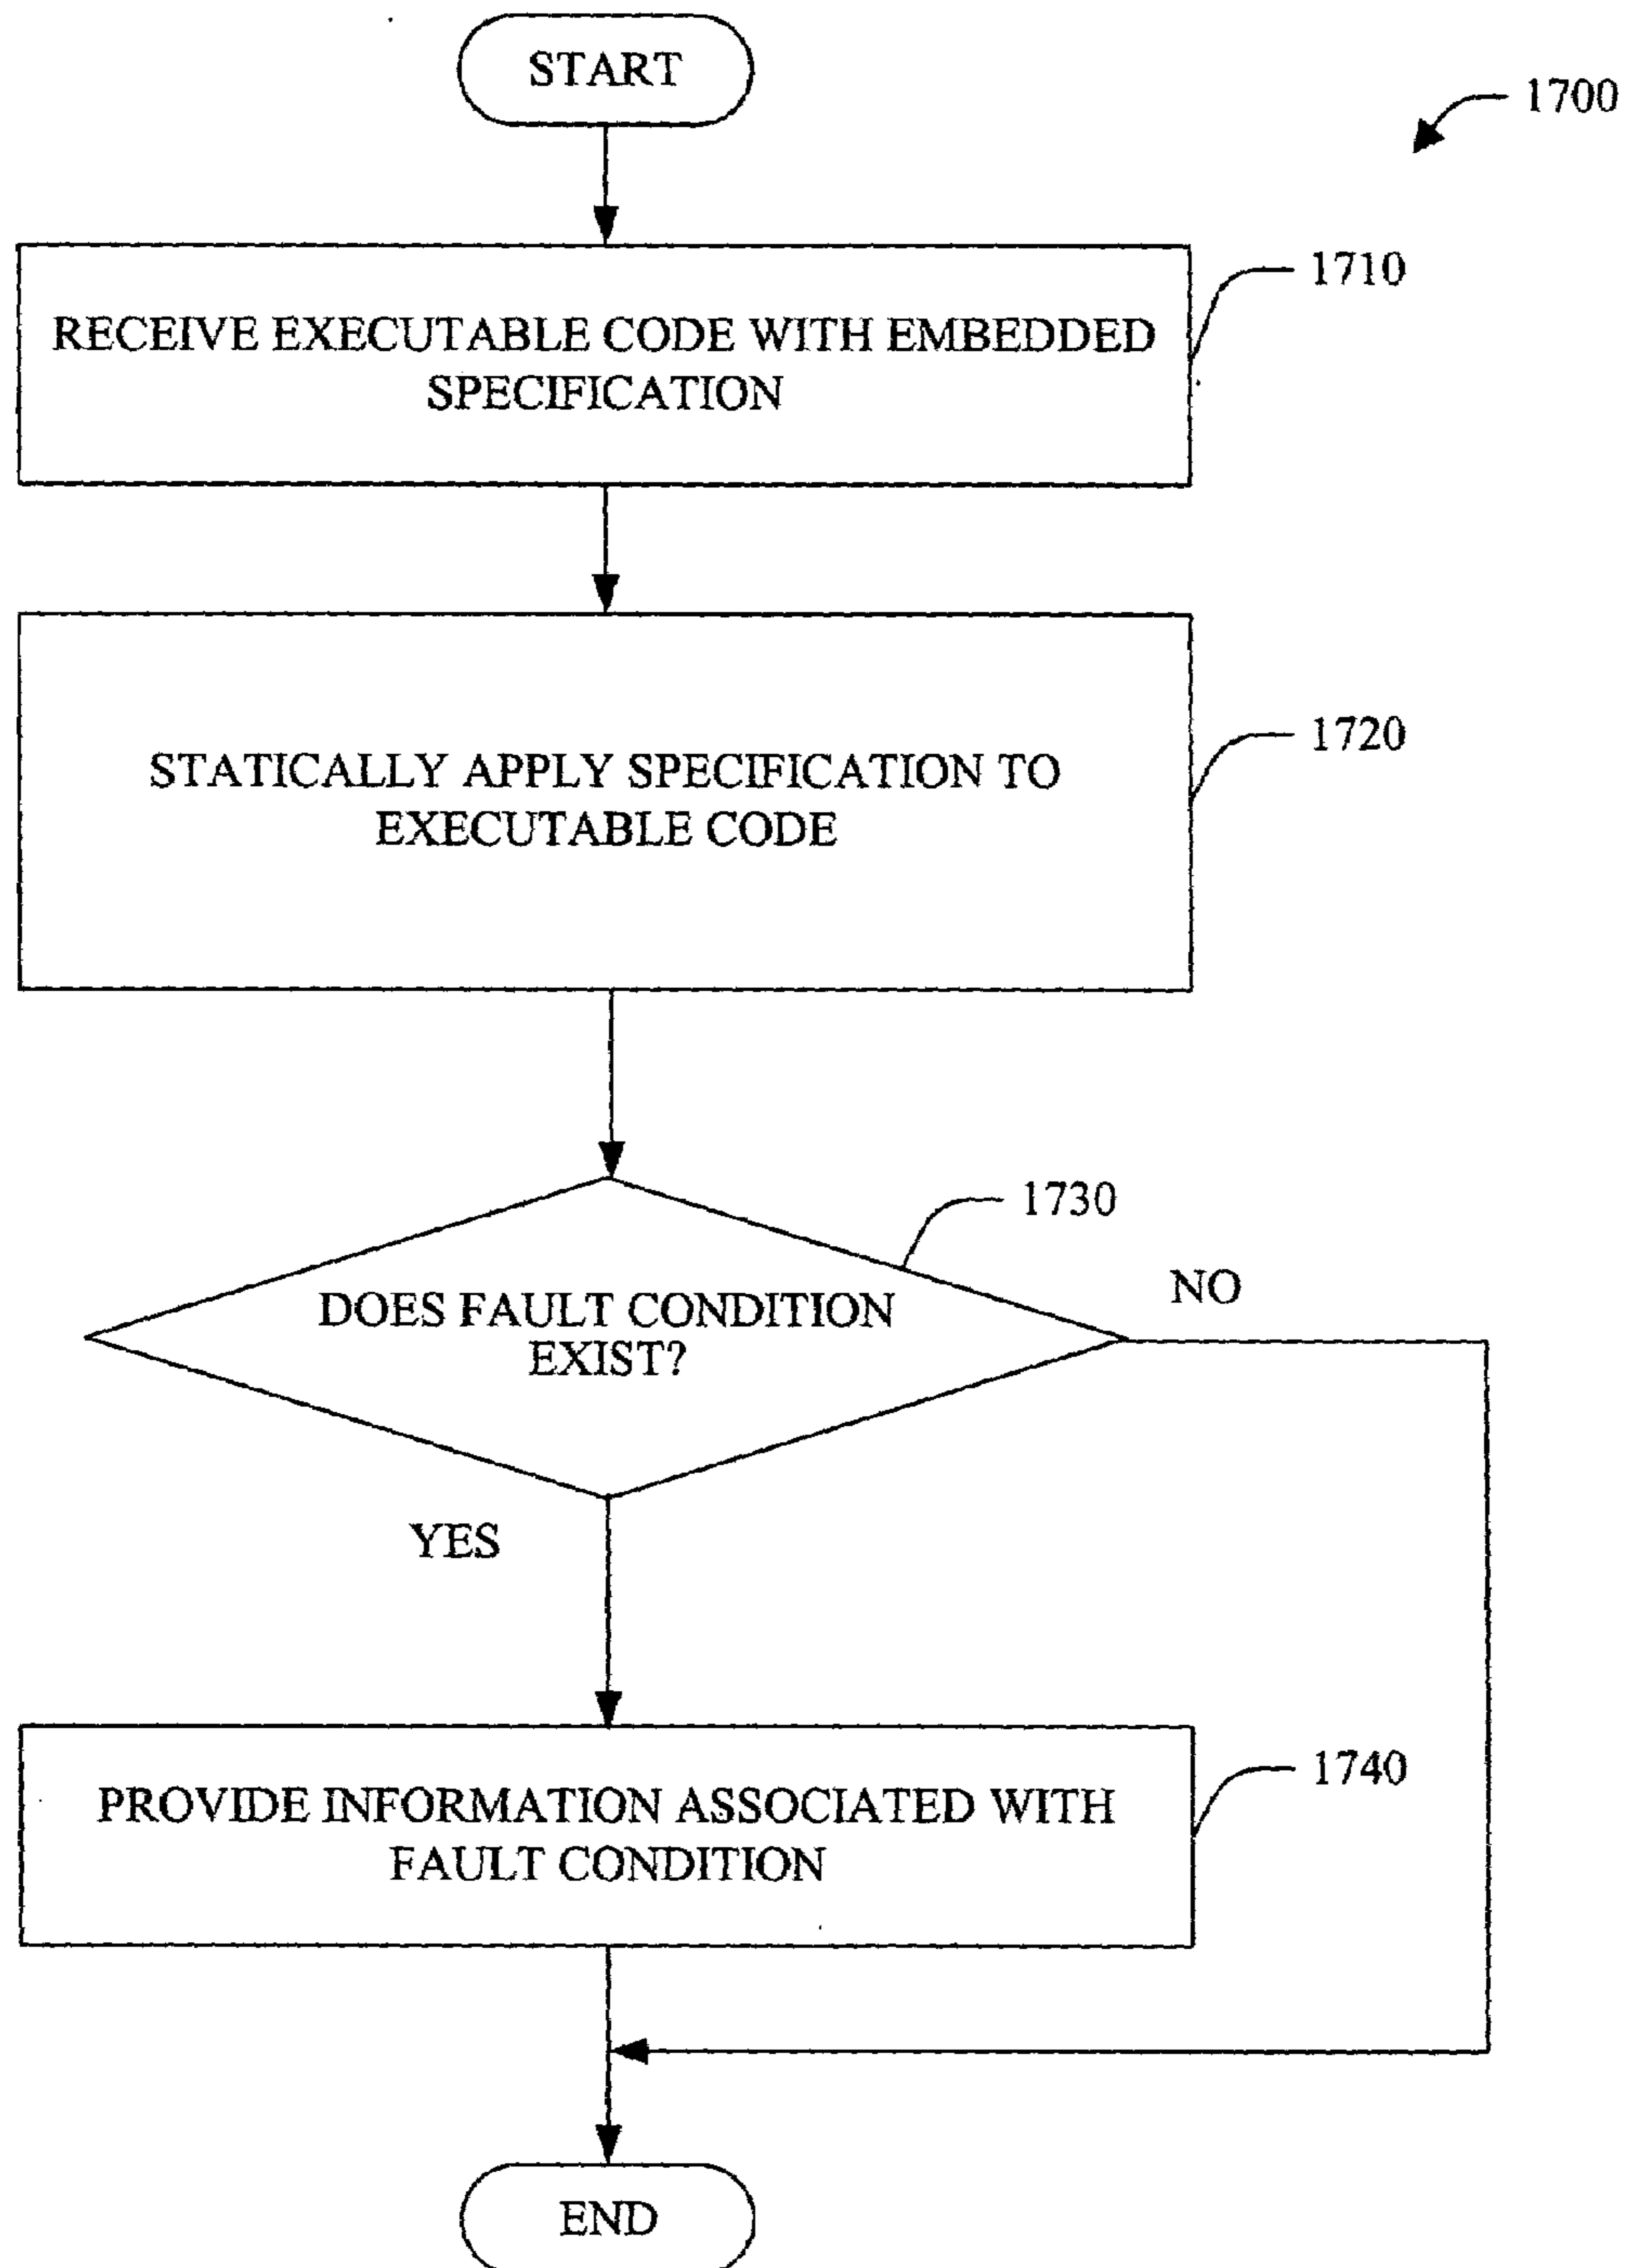 START
1700
1710
RECEIVE EXECUTABLE CODE WITH EMBEDDED
SPECIFICATION
1720
STATICALLY APPLY SPECIFICATION TO
EXECUTABLE CODE
1730
NO
DOES FAULT CONDITION
EXIST?
YES
1740
PROVIDE INFORMATION ASSOCIATED WITH
FAULT CONDITION
END